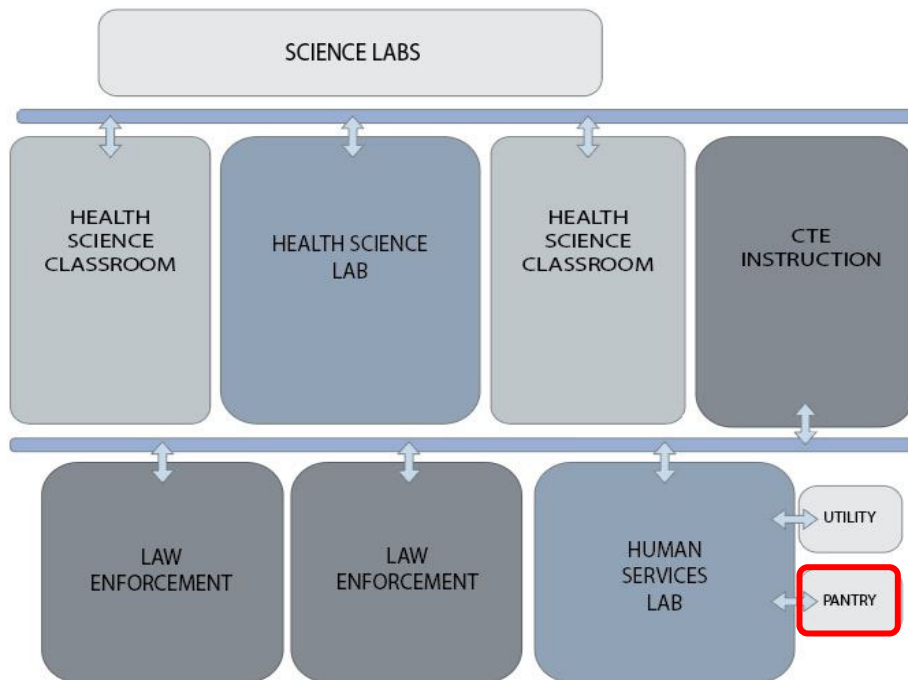 SCIENCE LABS
HEALTH
SCIENCE
CLASSROOM
HEALTH SCIENCE
LAB
HEALTH
SCIENCE
CLASSROOM
CTE
INSTRUCTION
LAW
ENFORCEMENT
LAW
ENFORCEMENT
HUMAN
SERVICES
LAB
UTILITY
PANTRY